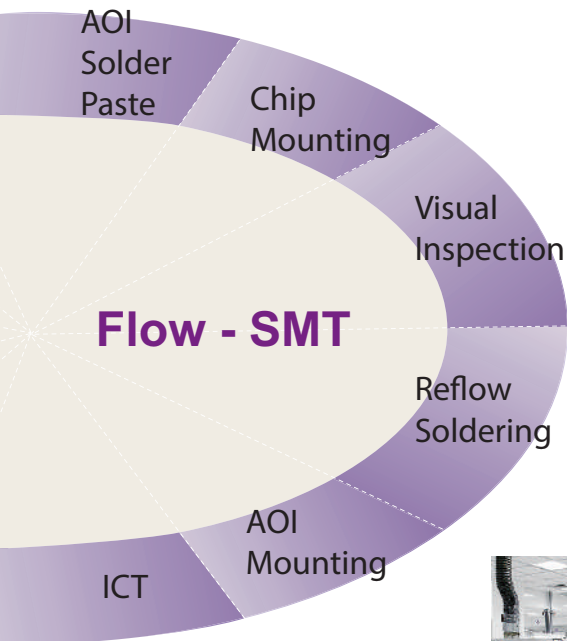 AOI
Solder
Paste
Chip
Mounting
Visual
Inspection
Flow - SMT
Reflow
Soldering
AOI
Mounting
ICT